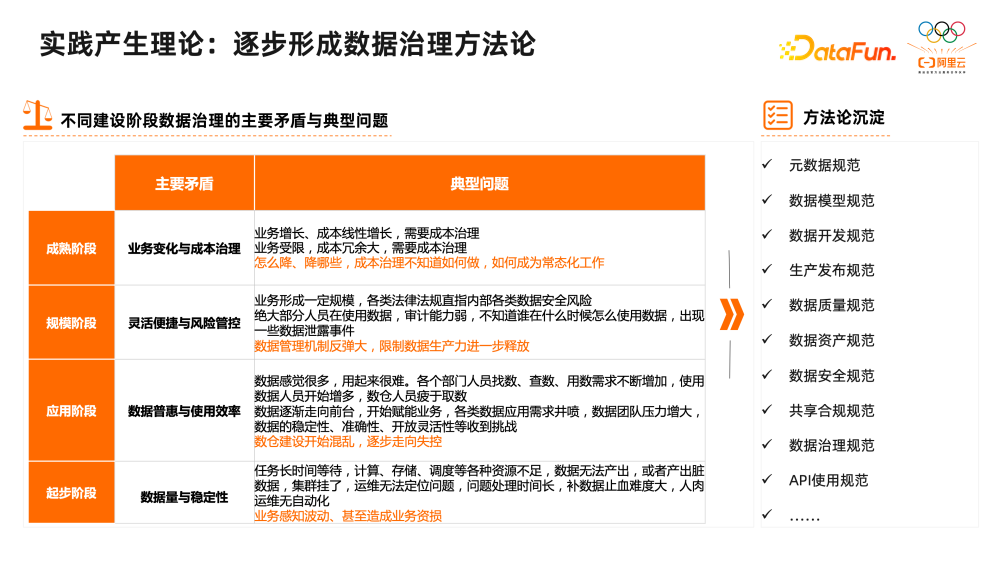 实践产生理论：逐步形成数据治理方法论
DataFun.
阿里云
不同建设阶段数据治理的主要矛盾与典型问题
主要矛盾
典型问题
成熟阶段
业务变化与成本治理
业务增长、成本线性增长，需要成本治理
业务受限，成本冗余大，需要成本治理
怎么降、降哪些，成本治理不知道如何做，如何成为常态化工作
规模阶段
灵活便捷与风险管控
业务形成一定规模，各类法律法规直指内部各类数据安全风险
绝大部分人员在使用数据，审计能力弱，不知道谁在什么时候怎么使用数据，出现
一些数据泄露事件
数据管理机制反弹大，限制数据生产力进一步释放
应用阶段
数据普惠与使用效率
数据感觉很多，用起来很难。各个部门人员找数、查数、用数需求不断增加，使用
数据人员开始增多，数仓人员疲于取数
数据逐渐走向前台，开始赋能业务，各类数据应用需求井喷，数据团队压力增大，
数据的稳定性、准确性、开放灵活性等收到挑战
数仓建设开始混乱，逐步走向失控
起步阶段
数据量与稳定性
任务长时间等待，计算、存储、调度等各种资源不足，数据无法产出，或者产出脏
数据，集群挂了，运维无法定位问题，问题处理时间长，补数据止血难度大，人肉
运维无自动化
业务感知波动、甚至造成业务资损
方法论沉淀
✓ 元数据规范
✓ 数据模型规范
✓ 数据开发规范
✓ 生产发布规范
✓ 数据质量规范
✓ 数据资产规范
✓ 数据安全规范
✓ 共享合规规范
✓ 数据治理规范
✓ API使用规范
✓ ……